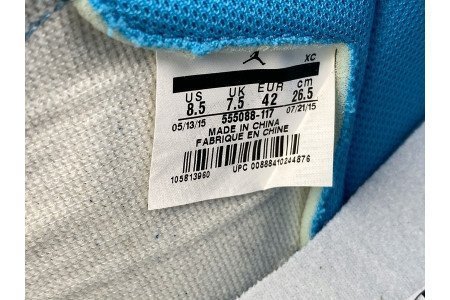 XC
US UK EUR cm
8.5 7.5 42 26.5
05/13/15 555088-117 07/21/15
MADE IN CHINA
FABRIQUE EN CHINE
105813960 UPC 00888410244876